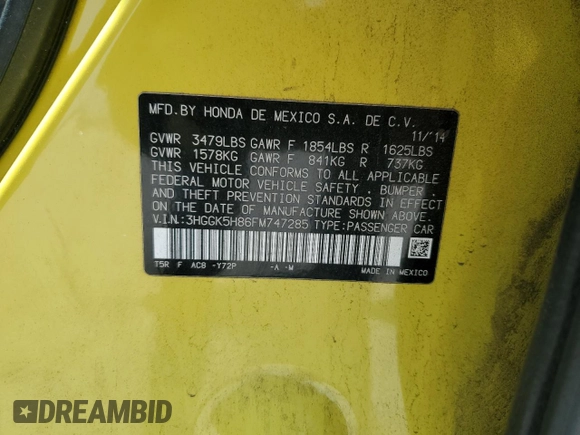 MFD.BY HONDA DE MEXICO S.A. DE C.V.
11/'14
GVWR 3479LBS GAWR F 1854LBS R 1625LBS
GVWR 1578KG GAWR F 841KG R 737KG
THIS VEHICLE CONFORMS TO ALL APPLICABLE
FEDERAL MOTOR VEHICLE SAFETY, BUMPER,
AND THEFT PREVENTION STANDARDS IN EFFECT
ON THE DATE OF MANUFACTURE SHOWN ABOVE.
V.I.N.:3HGGK5H86FM747285 TYPE:PASSENGER CAR
T5R F ACB -Y72P -A -M MADE IN MEXICO
DREAMBID